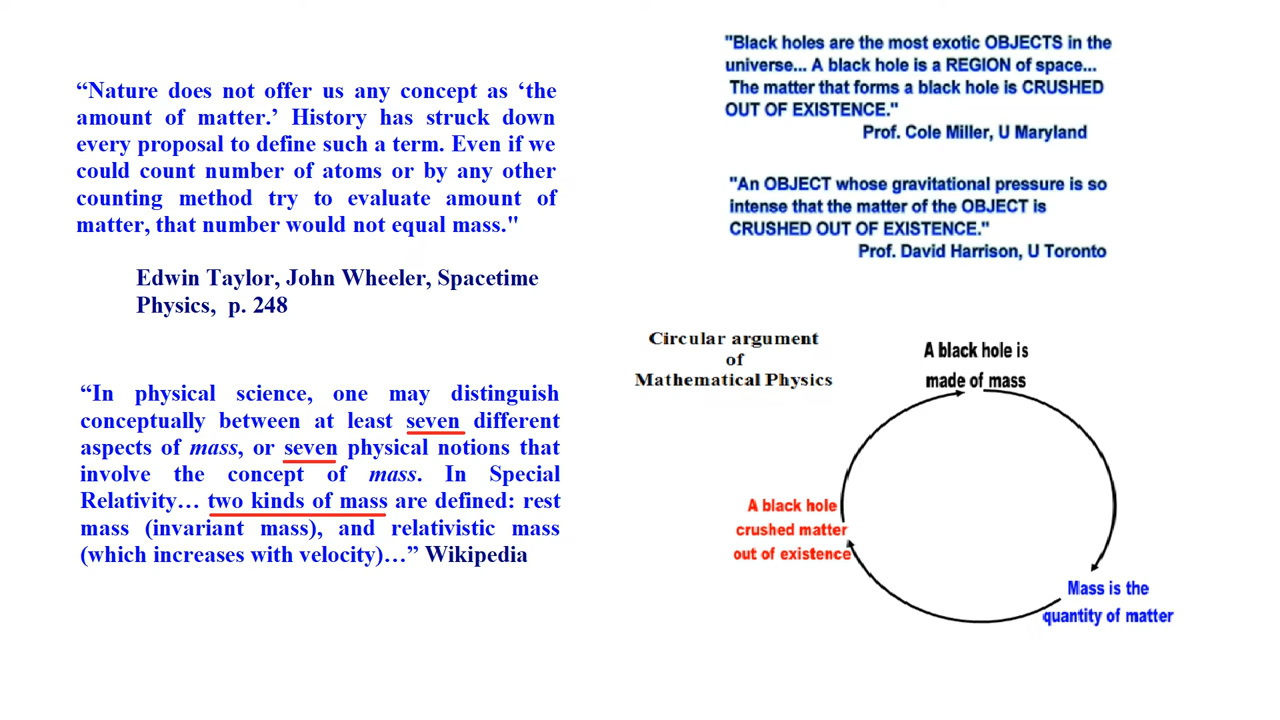 “Nature does not offer us any concept as ‘the
amount of matter.’ History has struck down
every proposal to define such a term. Even if we
could count number of atoms or by any other
counting method try to evaluate amount of
matter, that number would not equal mass."
Edwin Taylor, John Wheeler, Spacetime
Physics, p. 248
“In physical science, one may distinguish
conceptually between at least seven different
aspects of mass, or seven physical notions that
involve the concept of mass. In Special
Relativity… two kinds of mass are defined: rest
mass (invariant mass), and relativistic mass
(which increases with velocity)…” Wikipedia
"Black holes are the most exotic OBJECTS in the
universe... A black hole is a REGION of space...
The matter that forms a black hole is CRUSHED
OUT OF EXISTENCE."
Prof. Cole Miller, U Maryland
"An OBJECT whose gravitational pressure is so
intense that the matter of the OBJECT is
CRUSHED OUT OF EXISTENCE."
Prof. David Harrison, U Toronto
Circular argument
of
Mathematical Physics
A black hole is
made of mass
Mass is the
quantity of matter
A black hole
crushed matter
out of existence